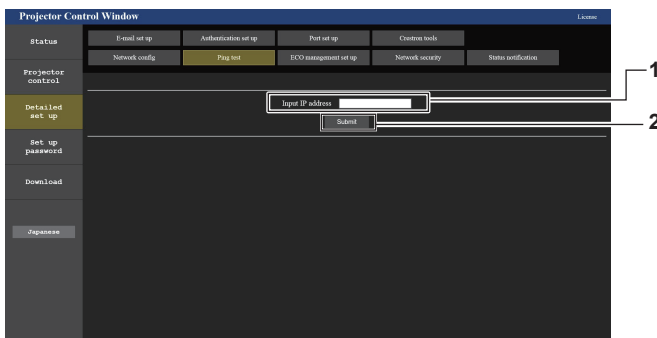 Projector Control Window
License
Status
E-mail set up
Authentication set up
Port set up
Crestron tools
Network config
Ping test
ECO management set up
Network security
Status notification
Projector
control
Detailed
set up
Set up
password
Download
Japanese
Input IP address
Submit
1
2